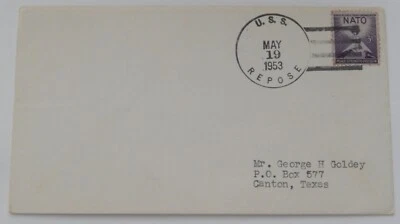 U.S.S.
MAY
19
1953
REPOSE
NATO
Mr. George H Goldey
P.O. Box 577
Canton, Texas